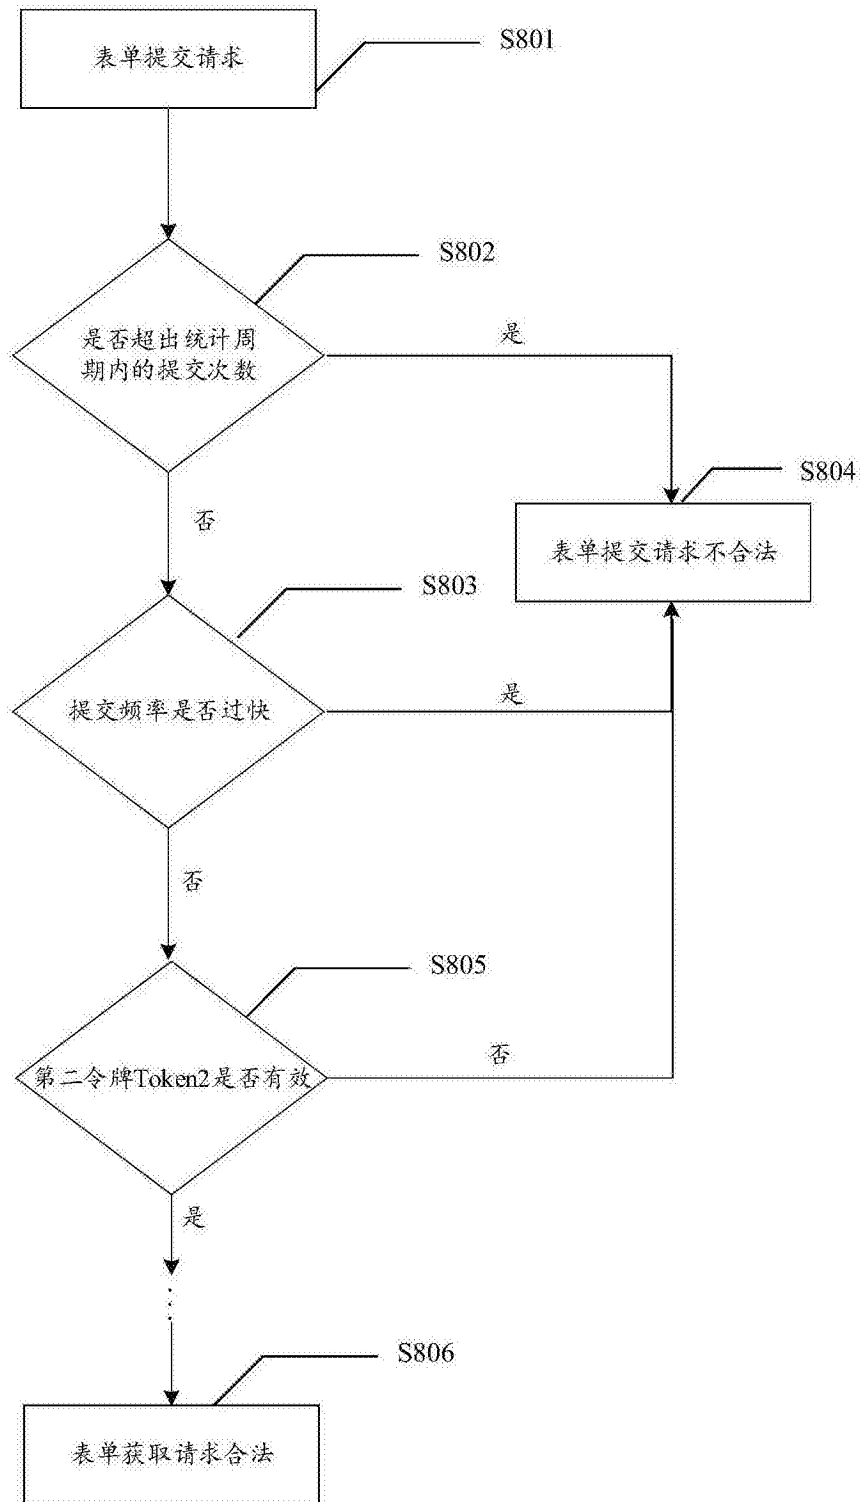 表单提交请求
S801
S802
是否超出统计周
期内的提交次数
是
S804
否
表单提交请求不合法
S803
提交频率是否过快
是
否
S805
第二令牌Token2是否有效
否
是
⋮
S806
表单获取请求合法